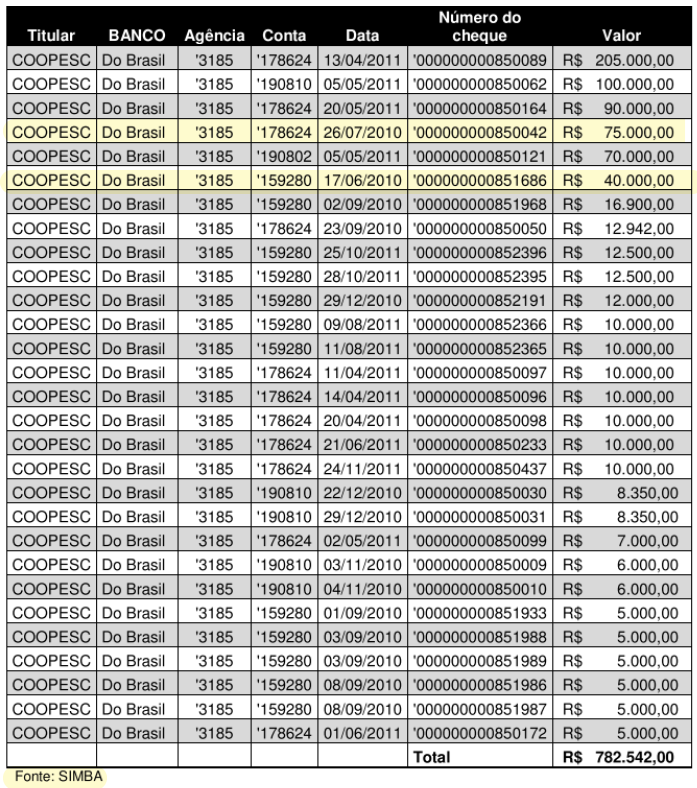 Titular BANCO Agência Conta Data Número do cheque Valor
COOPESC Do Brasil '3185 '178624 13/04/2011 '000000000850089 R$ 205.000,00
COOPESC Do Brasil '3185 '190810 05/05/2011 '000000000850062 R$ 100.000,00
COOPESC Do Brasil '3185 '178624 20/05/2011 '000000000850164 R$ 90.000,00
COOPESC Do Brasil '3185 '178624 26/07/2010 '000000000850042 R$ 75.000,00
COOPESC Do Brasil '3185 '190802 05/05/2011 '000000000850121 R$ 70.000,00
COOPESC Do Brasil '3185 '159280 17/06/2010 '000000000851686 R$ 40.000,00
COOPESC Do Brasil '3185 '159280 02/09/2010 '000000000851968 R$ 16.900,00
COOPESC Do Brasil '3185 '178624 23/09/2010 '000000000850050 R$ 12.942,00
COOPESC Do Brasil '3185 '159280 25/10/2011 '000000000852396 R$ 12.500,00
COOPESC Do Brasil '3185 '159280 28/10/2011 '000000000852395 R$ 12.500,00
COOPESC Do Brasil '3185 '159280 29/12/2010 '000000000852191 R$ 12.000,00
COOPESC Do Brasil '3185 '159280 09/08/2011 '000000000852366 R$ 10.000,00
COOPESC Do Brasil '3185 '159280 11/08/2011 '000000000852365 R$ 10.000,00
COOPESC Do Brasil '3185 '178624 11/04/2011 '000000000850097 R$ 10.000,00
COOPESC Do Brasil '3185 '178624 14/04/2011 '000000000850096 R$ 10.000,00
COOPESC Do Brasil '3185 '178624 20/04/2011 '000000000850098 R$ 10.000,00
COOPESC Do Brasil '3185 '178624 21/06/2011 '000000000850233 R$ 10.000,00
COOPESC Do Brasil '3185 '178624 24/11/2011 '000000000850437 R$ 10.000,00
COOPESC Do Brasil '3185 '190810 22/12/2010 '000000000850030 R$ 8.350,00
COOPESC Do Brasil '3185 '190810 29/12/2010 '000000000850031 R$ 8.350,00
COOPESC Do Brasil '3185 '178624 02/05/2011 '000000000850099 R$ 7.000,00
COOPESC Do Brasil '3185 '190810 03/11/2010 '000000000850009 R$ 6.000,00
COOPESC Do Brasil '3185 '190810 04/11/2010 '000000000850010 R$ 6.000,00
COOPESC Do Brasil '3185 '159280 01/09/2010 '000000000851933 R$ 5.000,00
COOPESC Do Brasil '3185 '159280 03/09/2010 '000000000851988 R$ 5.000,00
COOPESC Do Brasil '3185 '159280 03/09/2010 '000000000851989 R$ 5.000,00
COOPESC Do Brasil '3185 '159280 08/09/2010 '000000000851986 R$ 5.000,00
COOPESC Do Brasil '3185 '159280 08/09/2010 '000000000851987 R$ 5.000,00
COOPESC Do Brasil '3185 '178624 01/06/2011 '000000000850172 R$ 5.000,00
Total R$ 782.542,00
Fonte: SIMBA